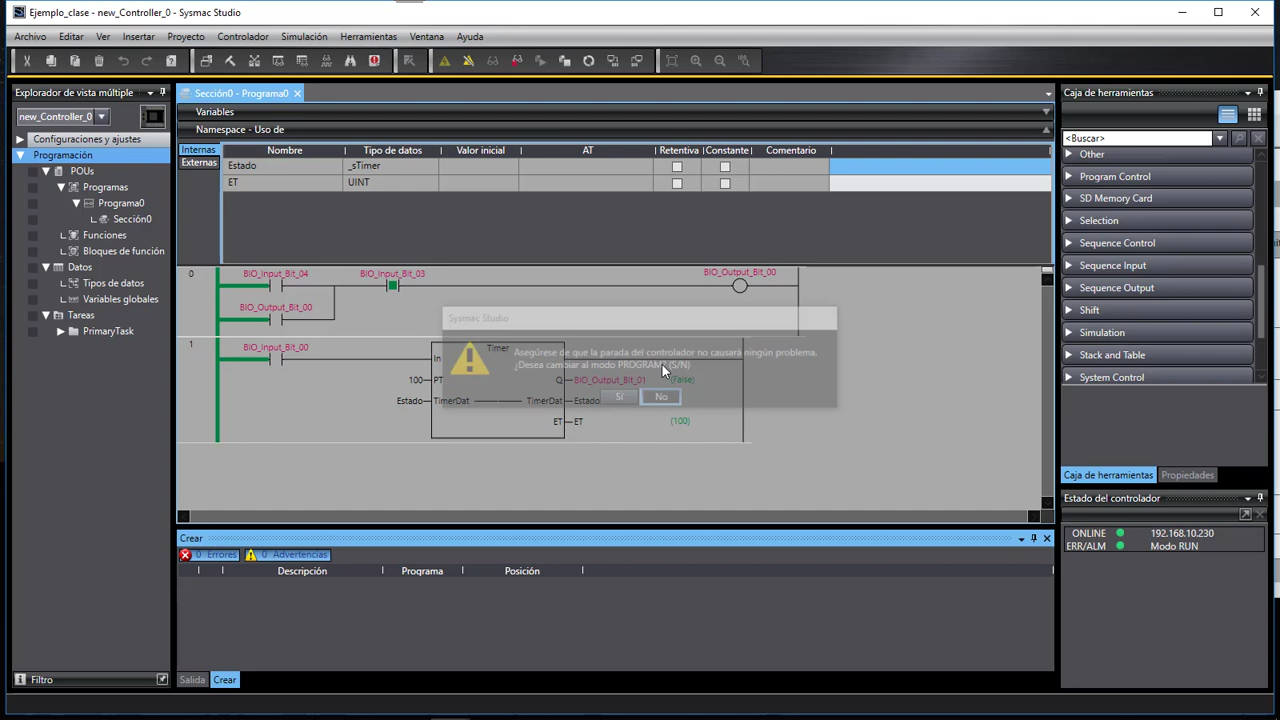 Ejemplo_clase - new_Controller_0 - Sysmac Studio
Archivo Editar Ver Insertar Proyecto Controlador Simulación Herramientas Ventana Ayuda
Explorador de vista múltiple
new_Controller_0
Configuraciones y ajustes
Programación
POUs
Programas
Programa0
Sección0
Funciones
Bloques de función
Datos
Tipos de datos
Variables globales
Tareas
PrimaryTask
Filtro
Sección0 - Programa0
Variables
Namespace - Uso de
Internas
Externas
Nombre Tipo de datos Valor inicial AT Retentiva Constante Comentario
Estado _sTimer
ET UINT
0
BIO_Input_Bit_04 BIO_Input_Bit_03 BIO_Output_Bit_00
BIO_Output_Bit_00
1
BIO_Input_Bit_00 Timer
In
100 PT Q BIO_Output_Bit_01 (False)
Estado TimerDat TimerDat Estado
ET ET (100)
Sysmac Studio
Asegúrese de que la parada del controlador no causará ningún problema.
¿Desea cambiar al modo PROGRAM? (S/N)
Sí No
Crear
0 Errores 0 Advertencias
Descripción Programa Posición
Salida Crear
Caja de herramientas
<Buscar>
Other
Program Control
SD Memory Card
Selection
Sequence Control
Sequence Input
Sequence Output
Shift
Simulation
Stack and Table
System Control
Caja de herramientas Propiedades
Estado del controlador
ONLINE 192.168.10.230
ERR/ALM Modo RUN